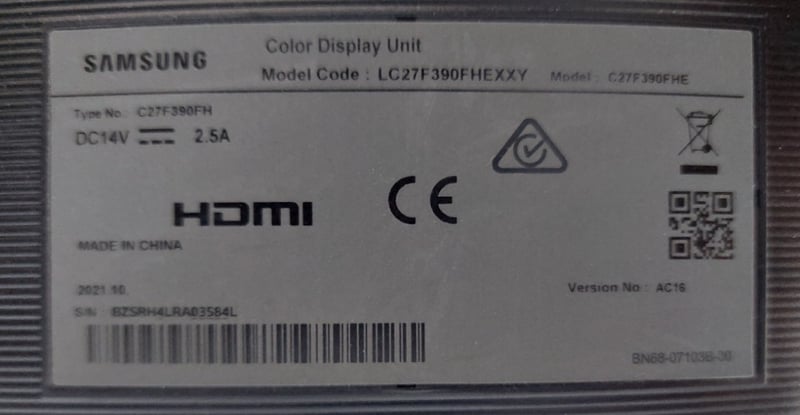 SAMSUNG
Color Display Unit
Model Code : LC27F390FHEXXY Model : C27F390FHE
Type No. : C27F390FH
DC14V 2.5A
HDMI
CE
MADE IN CHINA
2021.10.
Version No : AC16
S/N : BZSRH4LRA03584L
BN68-07103B-00